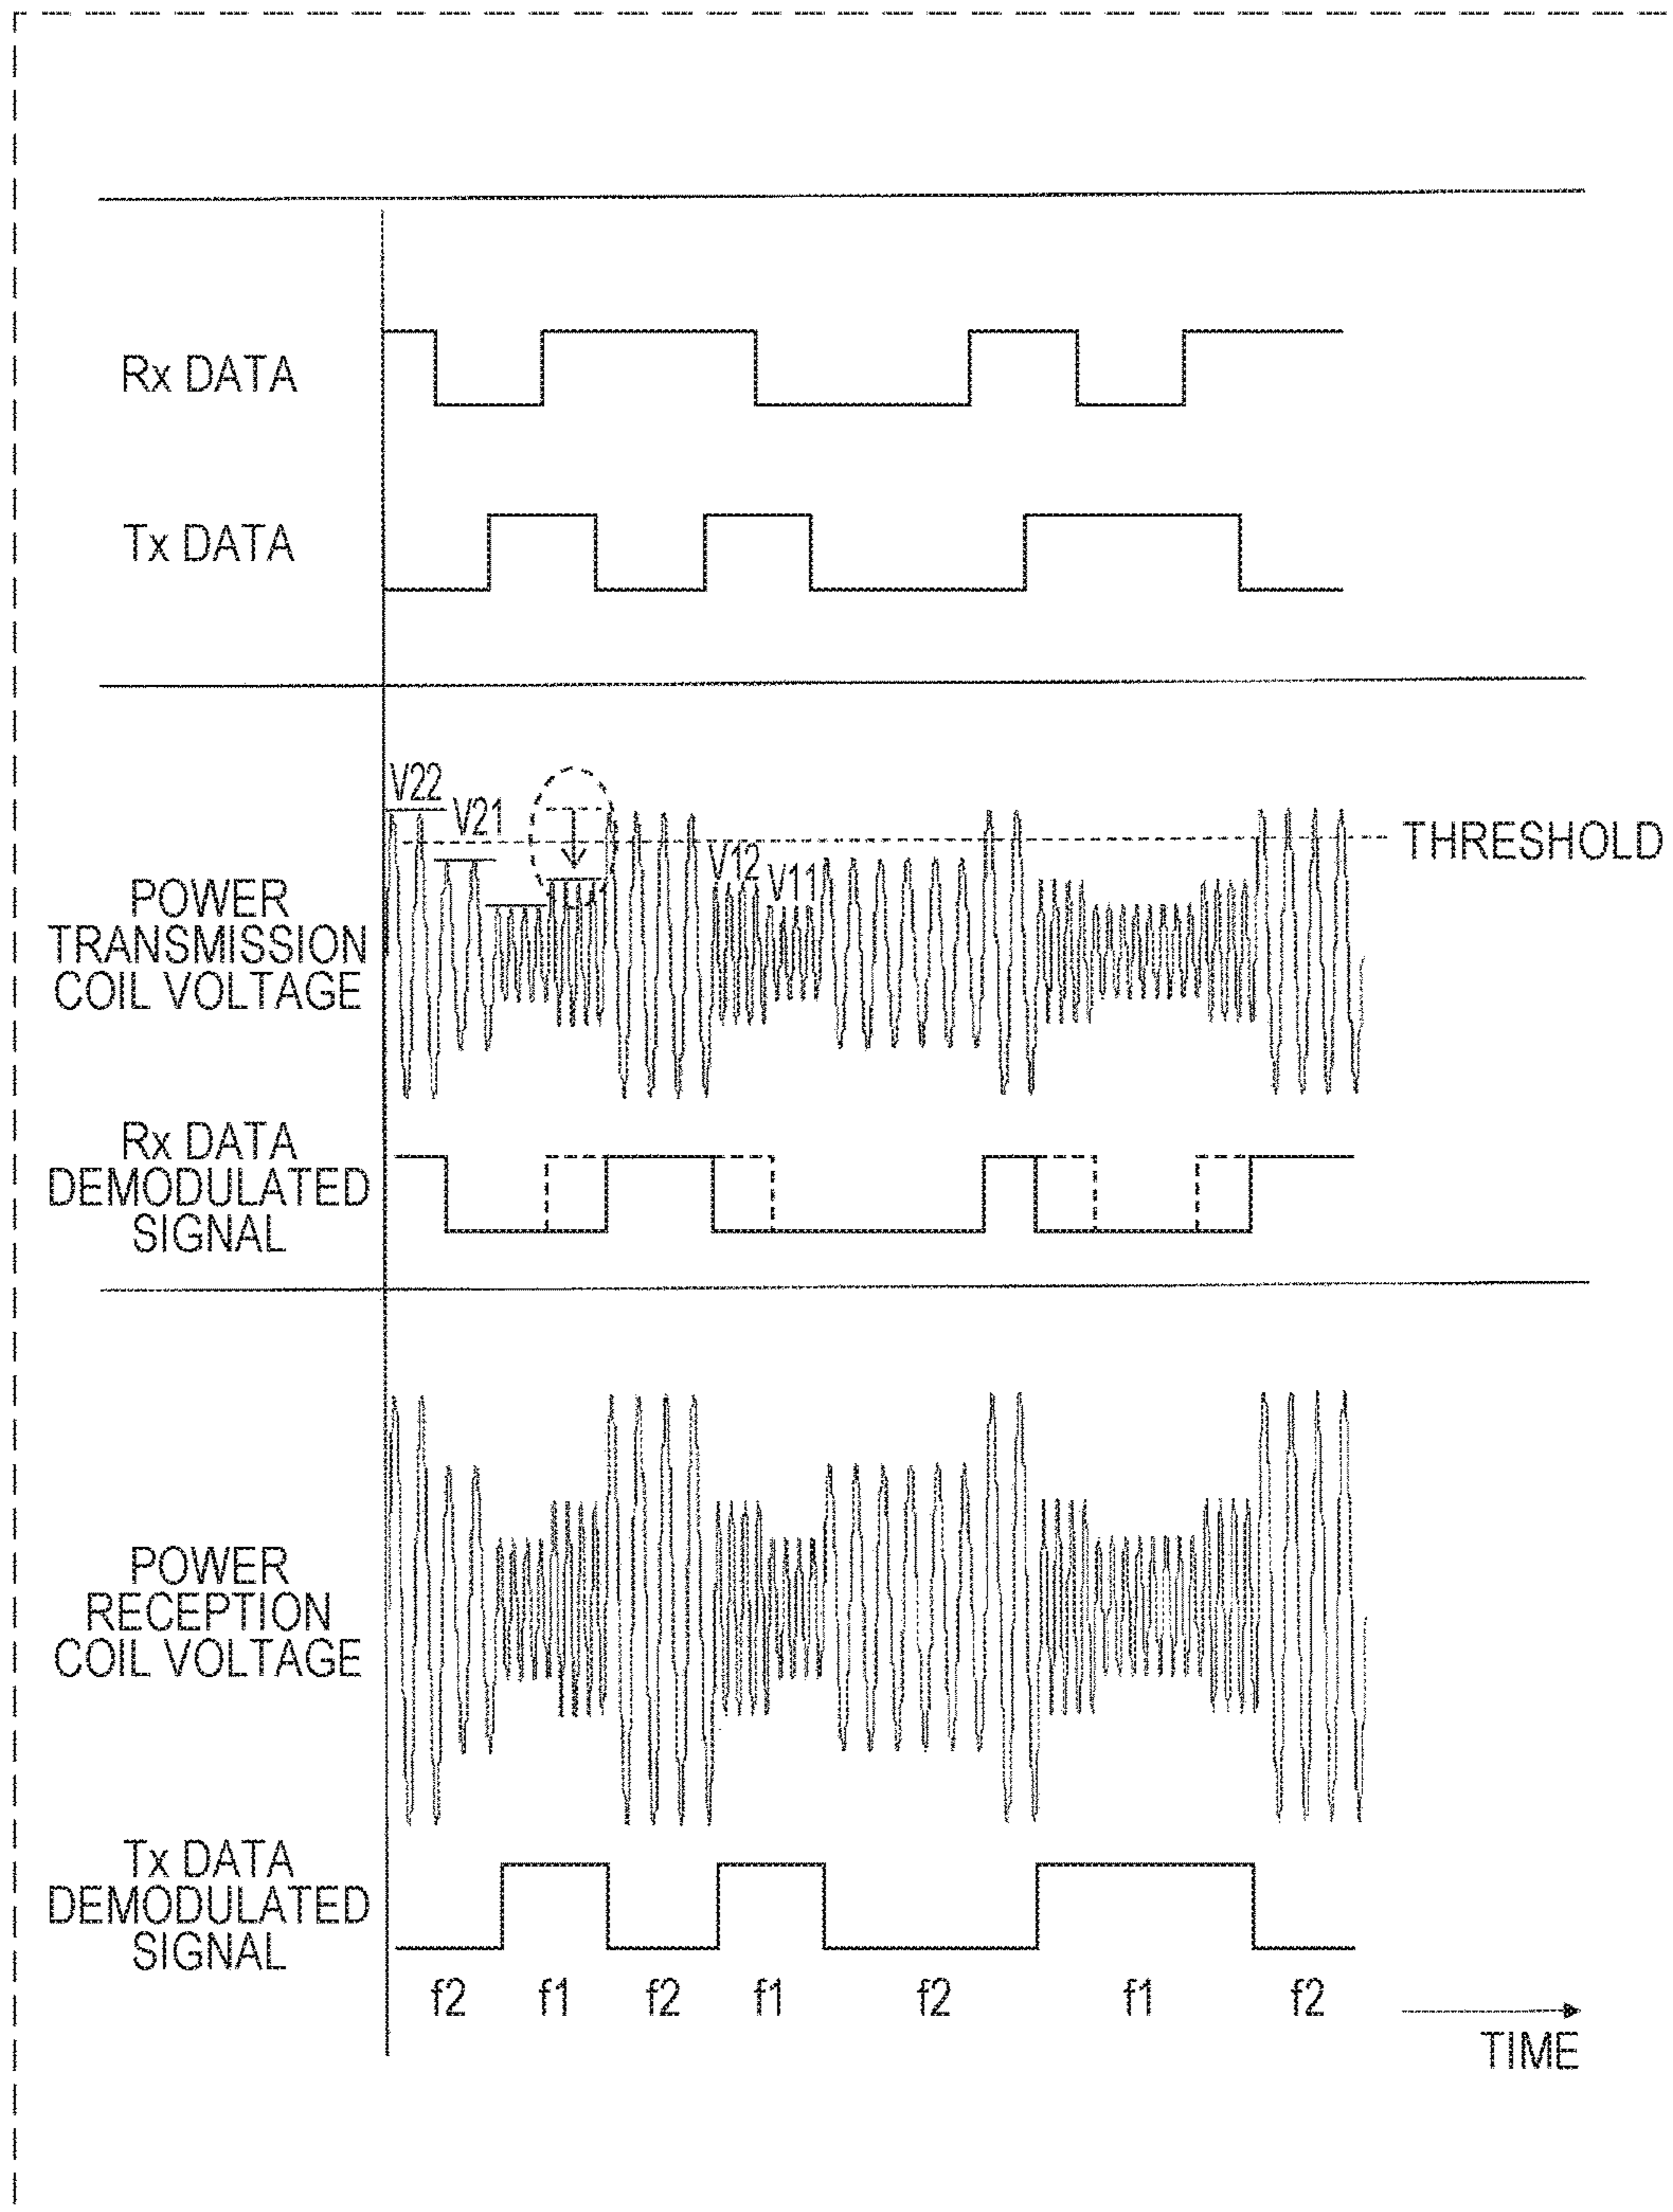 Rx DATA
Tx DATA
V22
V21
THRESHOLD
V12
V11
POWER
TRANSMISSION
COIL VOLTAGE
Rx DATA
DEMODULATED
SIGNAL
POWER
RECEPTION
COIL VOLTAGE
Tx DATA
DEMODULATED
SIGNAL
f2 f1 f2 f1 f2 f1 f2
TIME